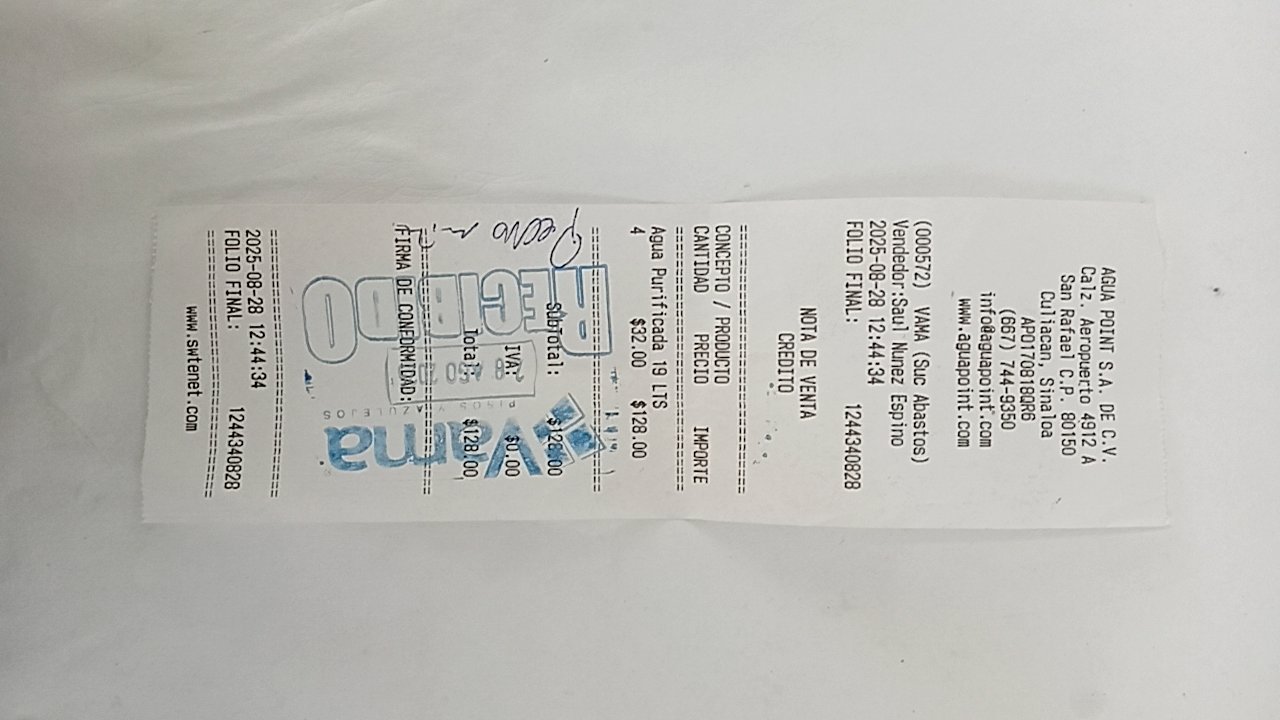 AGUA POINT S.A. DE C.V.
Calz. Aeropuerto 4912 A
San Rafael C.P. 80150
Culiacan, Sinaloa
APO170818QR6
(667) 744-9350
info@aguapoint.com
www.aguapoint.com
(000572) VAMA (Suc Abastos)
Vendedor:Saul Nunez Espino
2025-08-28 12:44:34
FOLIO FINAL: 1244340828
NOTA DE VENTA
CREDITO
CONCEPTO / PRODUCTO
CANTIDAD PRECIO IMPORTE
Agua Purificada 19 LTS
4 $32.00 $128.00
SubTotal: $128.00
IVA: $0.00
Total: $128.00
RECIBIDO
28 AGO
Vama
PISOS Y AZULEJOS
FIRMA DE CONFORMIDAD:
2025-08-28 12:44:34
FOLIO FINAL: 1244340828
www.swtenet.com